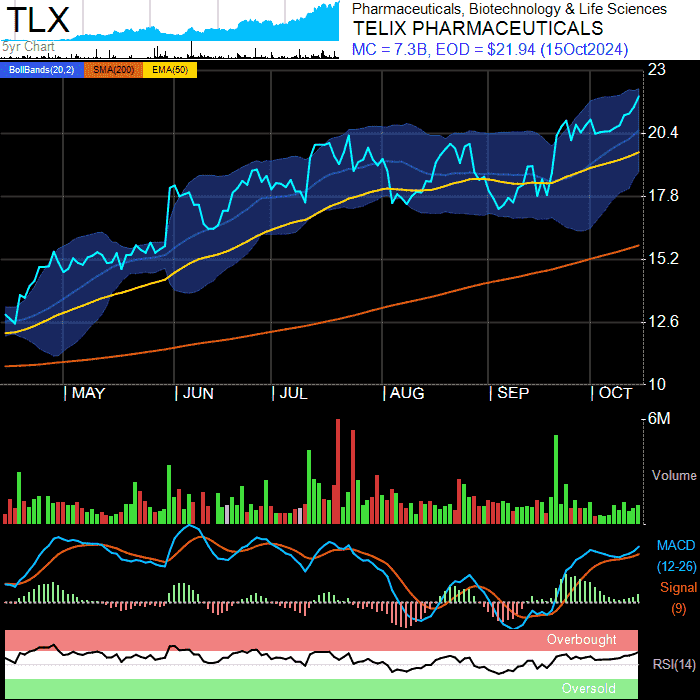 TLX
5yr Chart
Pharmaceuticals, Biotechnology & Life Sciences
TELIX PHARMACEUTICALS
MC = 7.3B, EOD = $21.94 (15Oct2024)
BollBands(20,2) SMA(200) EMA(50)
23
20.4
17.8
15.2
12.6
10
MAY JUN JUL AUG SEP OCT
6M
Volume
MACD
(12-26)
Signal
(9)
Overbought
RSI(14)
Oversold